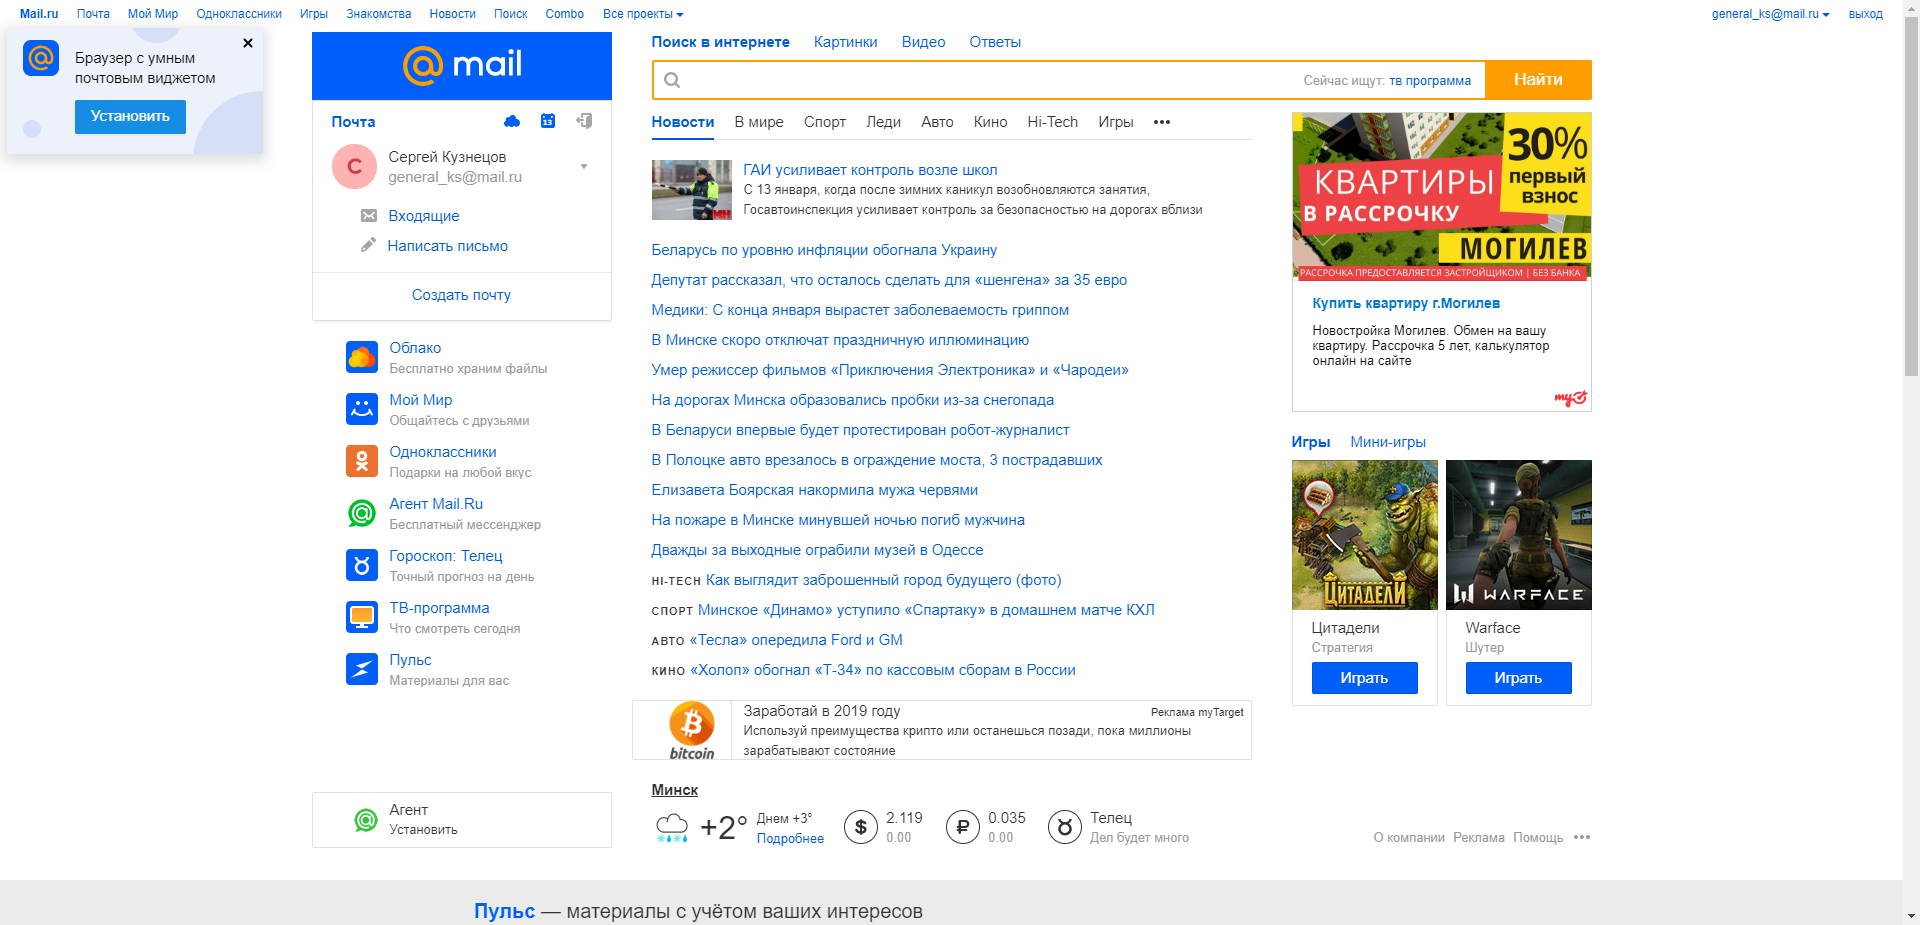 Mail.ru Почта Мой Мир Одноклассники Игры Знакомства Новости Поиск Combo Все проекты
general_ks@mail.ru выход
Браузер с умным
почтовым виджетом
Установить
mail
Почта
13
С
Сергей Кузнецов
general_ks@mail.ru
Входящие
Написать письмо
Создать почту
Облако
Бесплатно храним файлы
Мой Мир
Общайтесь с друзьями
Одноклассники
Подарки на любой вкус
Агент Mail.Ru
Бесплатный мессенджер
Гороскоп: Телец
Точный прогноз на день
ТВ-программа
Что смотреть сегодня
Пульс
Материалы для вас
Агент
Установить
Поиск в интернете Картинки Видео Ответы
Сейчас ищут: тв программа
Найти
Новости В мире Спорт Леди Авто Кино Hi-Tech Игры •••
ГАИ усиливает контроль возле школ
С 13 января, когда после зимних каникул возобновляются занятия,
Госавтоинспекция усиливает контроль за безопасностью на дорогах вблизи
Беларусь по уровню инфляции обогнала Украину
Депутат рассказал, что осталось сделать для «шенгена» за 35 евро
Медики: С конца января вырастет заболеваемость гриппом
В Минске скоро отключат праздничную иллюминацию
Умер режиссер фильмов «Приключения Электроника» и «Чародеи»
На дорогах Минска образовались пробки из-за снегопада
В Беларуси впервые будет протестирован робот-журналист
В Полоцке авто врезалось в ограждение моста, 3 пострадавших
Елизавета Боярская накормила мужа червями
На пожаре в Минске минувшей ночью погиб мужчина
Дважды за выходные ограбили музей в Одессе
HI-TECH Как выглядит заброшенный город будущего (фото)
СПОРТ Минское «Динамо» уступило «Спартаку» в домашнем матче КХЛ
АВТО «Тесла» опередила Ford и GM
КИНО «Холоп» обогнал «Т-34» по кассовым сборам в России
bitcoin
Заработай в 2019 году
Реклама myTarget
Используй преимущества крипто или останешься позади, пока миллионы
зарабатывают состояние
Минск
+2° Днем +3°
Подробнее
$ 2.119
0.00
₽ 0.035
0.00
Телец
Дел будет много
30%
первый
взнос
КВАРТИРЫ
В РАССРОЧКУ
МОГИЛЕВ
РАССРОЧКА ПРЕДОСТАВЛЯЕТСЯ ЗАСТРОЙЩИКОМ | БЕЗ БАНКА
Купить квартиру г.Могилев
Новостройка Могилев. Обмен на вашу
квартиру. Рассрочка 5 лет, калькулятор
онлайн на сайте
Игры Мини-игры
ЦИТАДЕЛИ
WARFACE
Цитадели
Стратегия
Играть
Warface
Шутер
Играть
О компании Реклама Помощь •••
Пульс — материалы с учётом ваших интересов